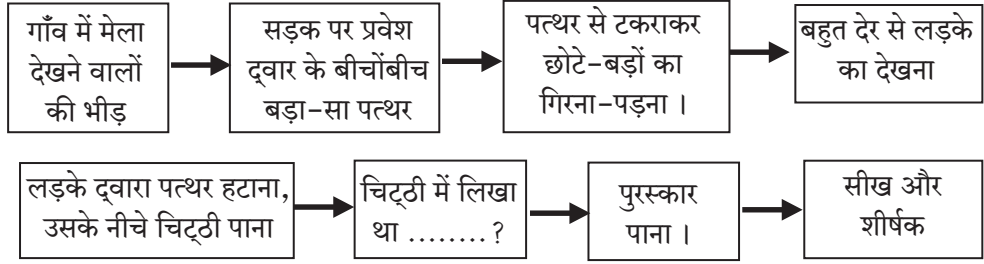 गाँव में मेला
देखने वालों
की भीड़
सड़क पर प्रवेश
द्‌वार के बीचोंबीच
बड़ा-सा पत्थर
पत्थर से टकराकर
छोटे-बड़ों का
गिरना-पड़ना ।
बहुत देर से लड़के
का देखना
लड़के द्‌वारा पत्थर हटाना,
उसके नीचे चिट्‌ठी पाना
चिट्‌ठी में लिखा
था ........?
पुरस्कार
पाना ।
सीख और
शीर्षक